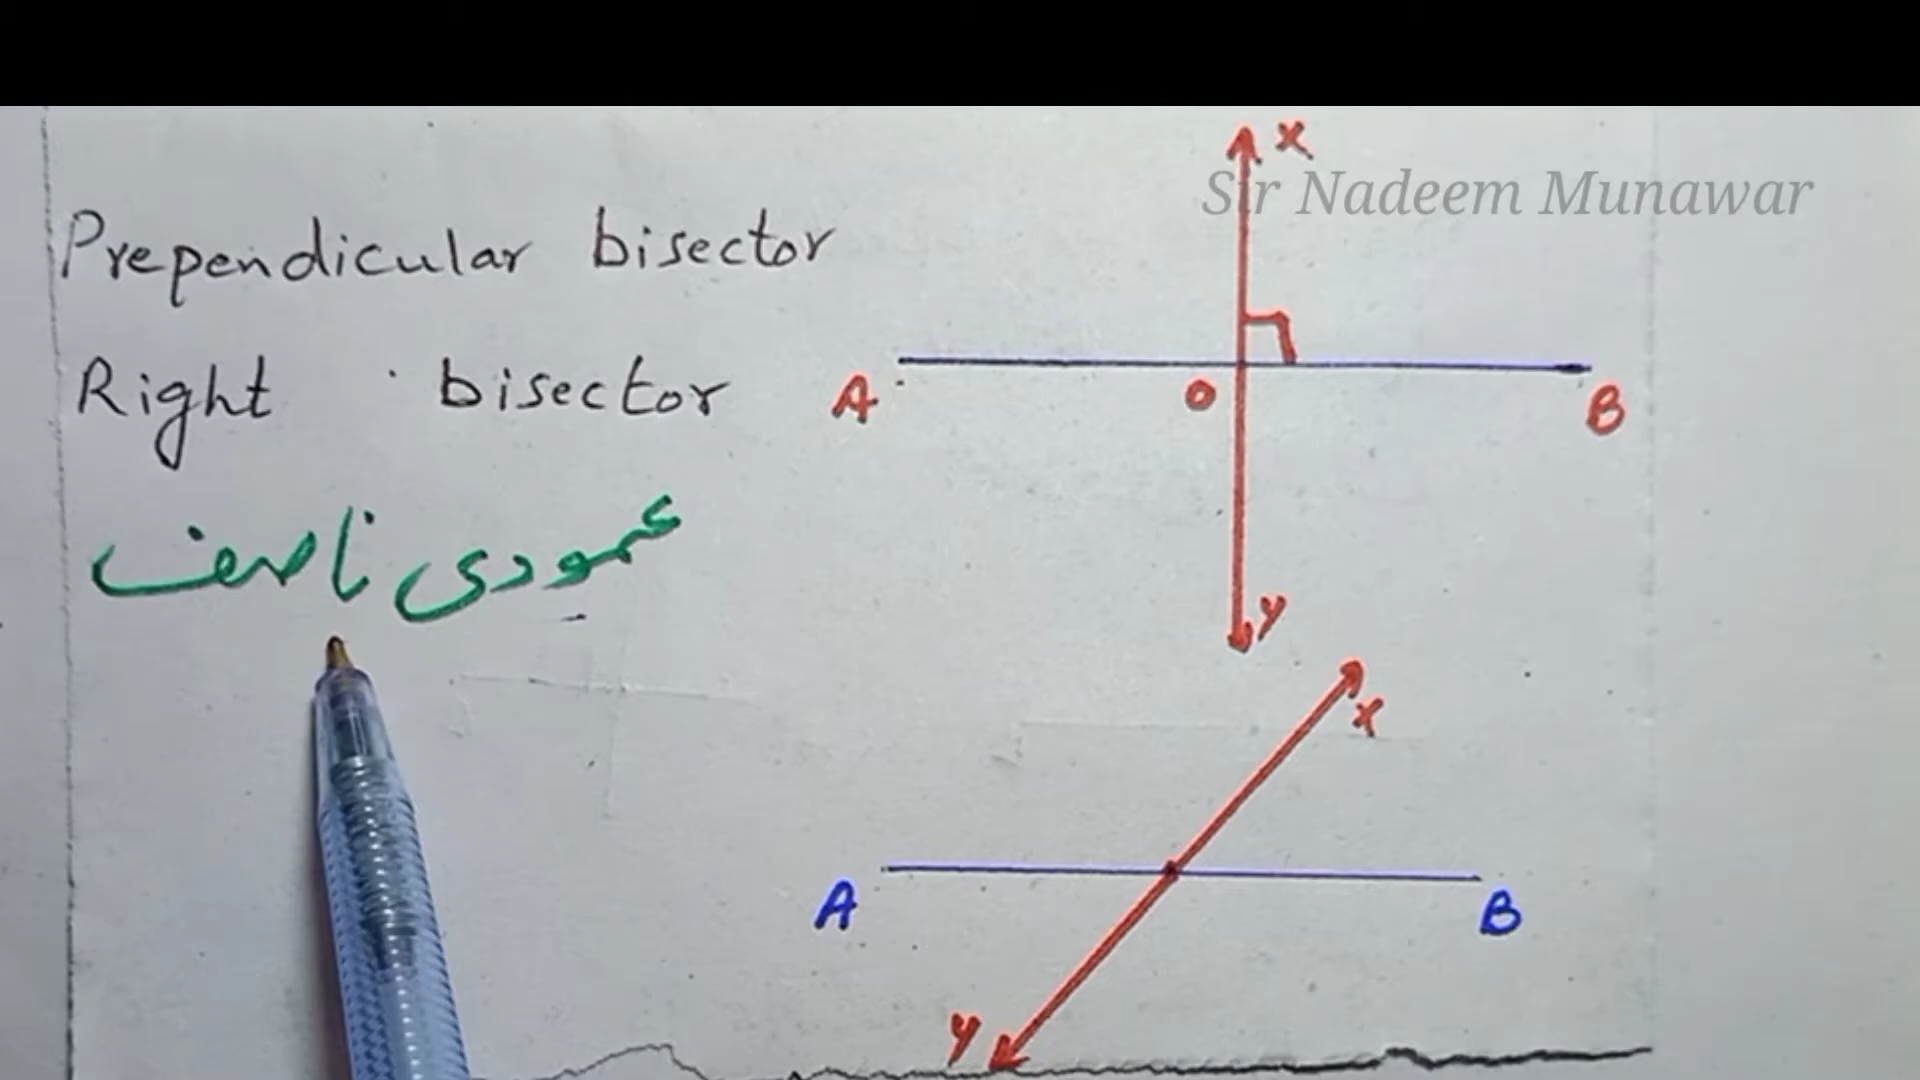 Prependicular bisector
Right bisector
عمودی ناصف
X
Sir Nadeem Munawar
A
O
B
Y
X
A
B
Y